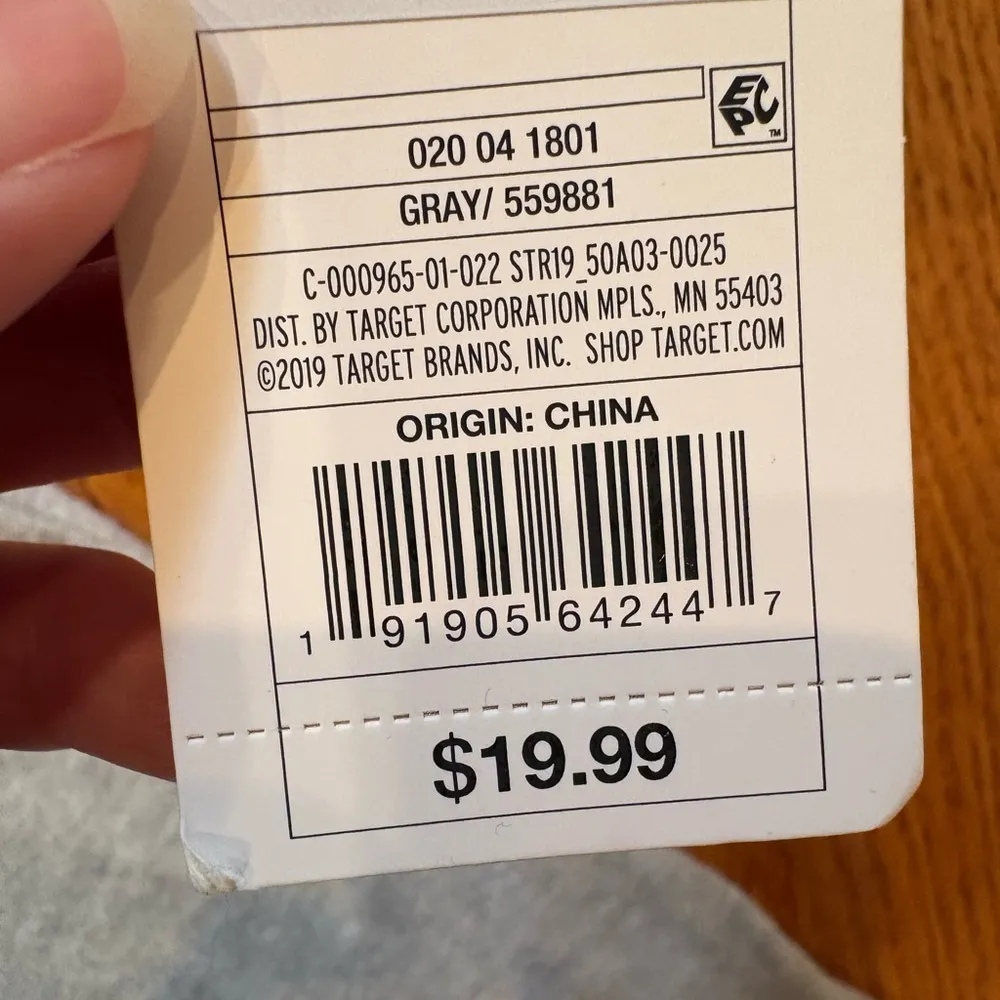 EPC™
020 04 1801
GRAY/ 559881
C-000965-01-022 STR19_50A03-0025
DIST. BY TARGET CORPORATION MPLS., MN 55403
©2019 TARGET BRANDS, INC. SHOP TARGET.COM
ORIGIN: CHINA
1 91905 64244 7
$19.99